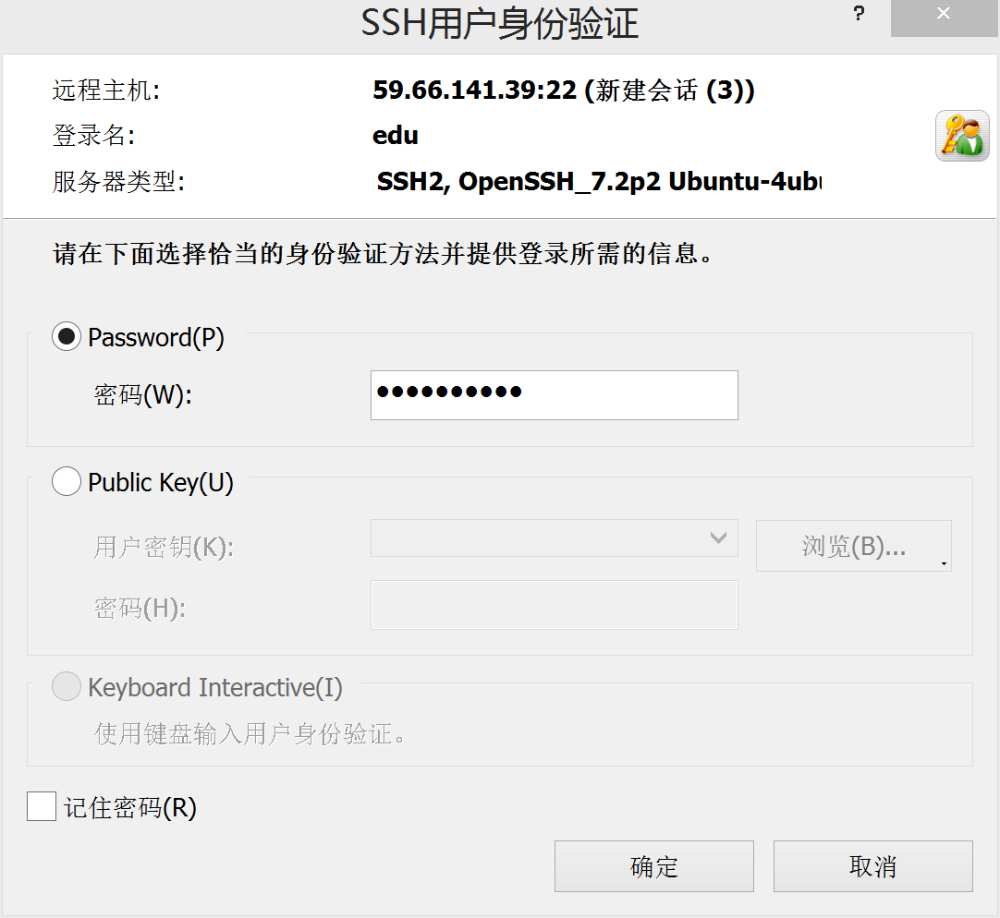 SSH用户身份验证
远程主机: 59.66.141.39:22 (新建会话 (3))
登录名: edu
服务器类型: SSH2, OpenSSH_7.2p2 Ubuntu-4ubu
请在下面选择恰当的身份验证方法并提供登录所需的信息。
Password(P)
密码(W): ●●●●●●●●●●
Public Key(U)
用户密钥(K): 浏览(B)...
密码(H):
Keyboard Interactive(I)
使用键盘输入用户身份验证。
记住密码(R)
确定 取消